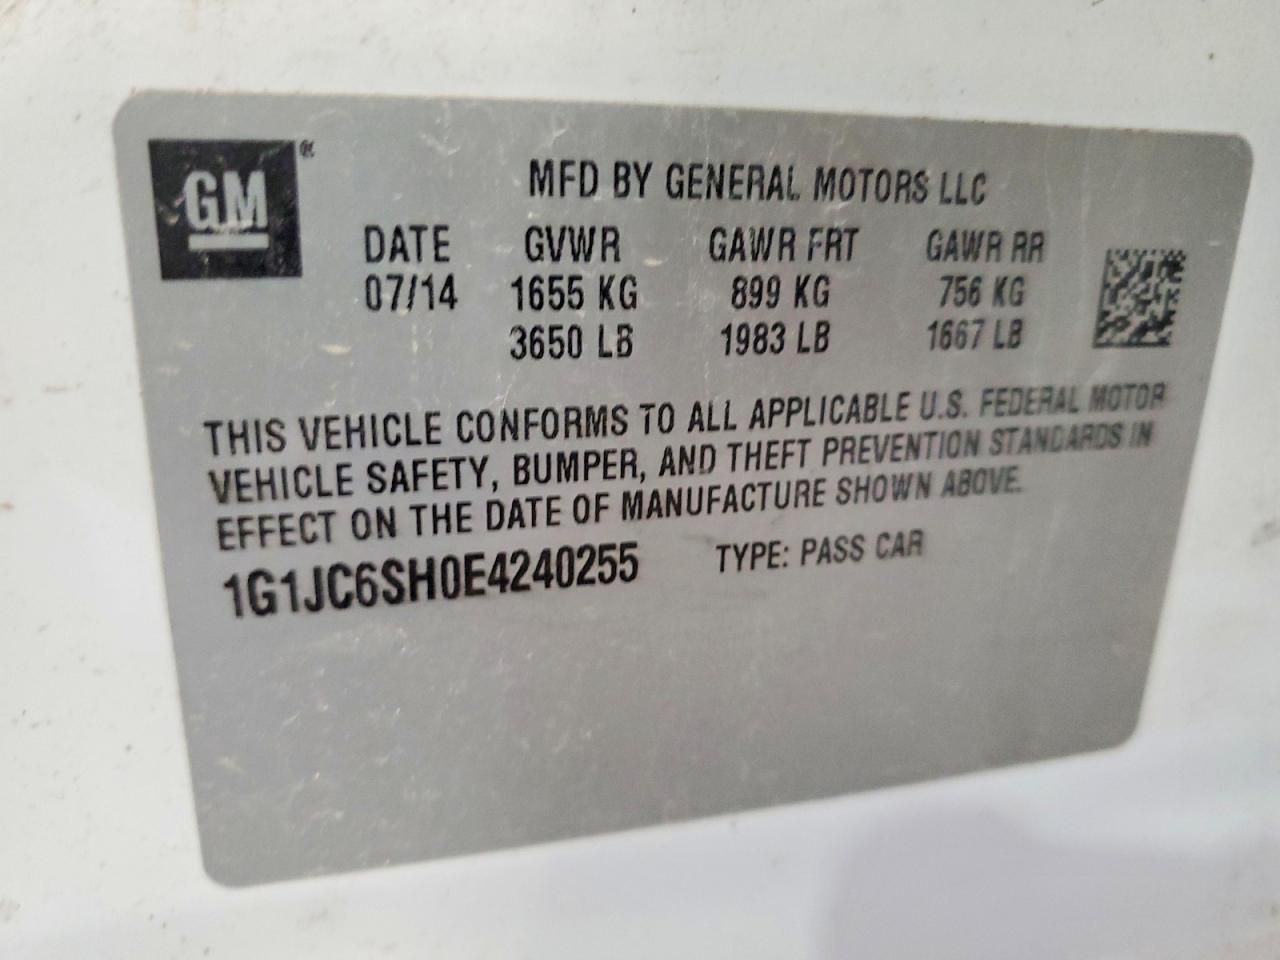 GM®
MFD BY GENERAL MOTORS LLC
DATE GVWR GAWR FRT GAWR RR
07/14 1655 KG 899 KG 756 KG
3650 LB 1983 LB 1667 LB
THIS VEHICLE CONFORMS TO ALL APPLICABLE U.S. FEDERAL MOTOR
VEHICLE SAFETY, BUMPER, AND THEFT PREVENTION STANDARDS IN
EFFECT ON THE DATE OF MANUFACTURE SHOWN ABOVE.
1G1JC6SH0E4240255 TYPE: PASS CAR